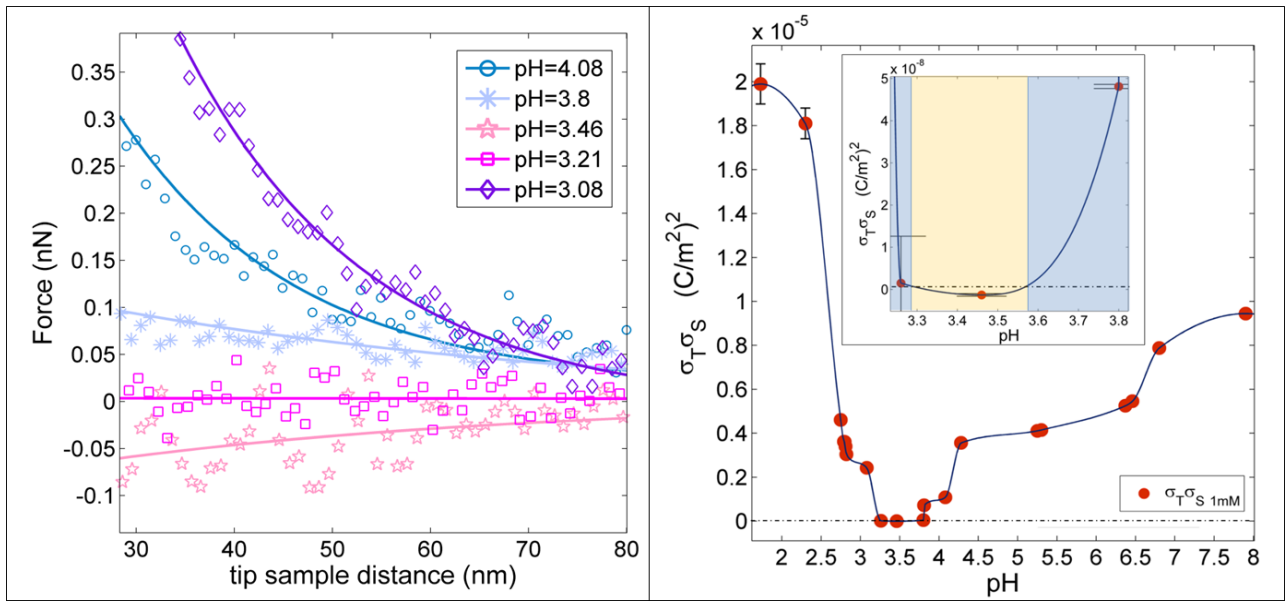 0.35
0.3
0.25
0.2
0.15
0.1
0.05
0
-0.05
-0.1
Force (nN)
30 40 50 60 70 80
tip sample distance (nm)
pH=4.08
pH=3.8
pH=3.46
pH=3.21
pH=3.08
x 10⁻⁵
2
1.8
1.6
1.4
1.2
1
0.8
0.6
0.4
0.2
0
σTσS (C/m²)²
2 2.5 3 3.5 4 4.5 5 5.5 6 6.5 7 7.5 8
pH
σTσS 1mM
x 10⁻⁸
5
4
3
2
1
0
σTσS (C/m²)²
3.3 3.4 3.5 3.6 3.7 3.8
pH